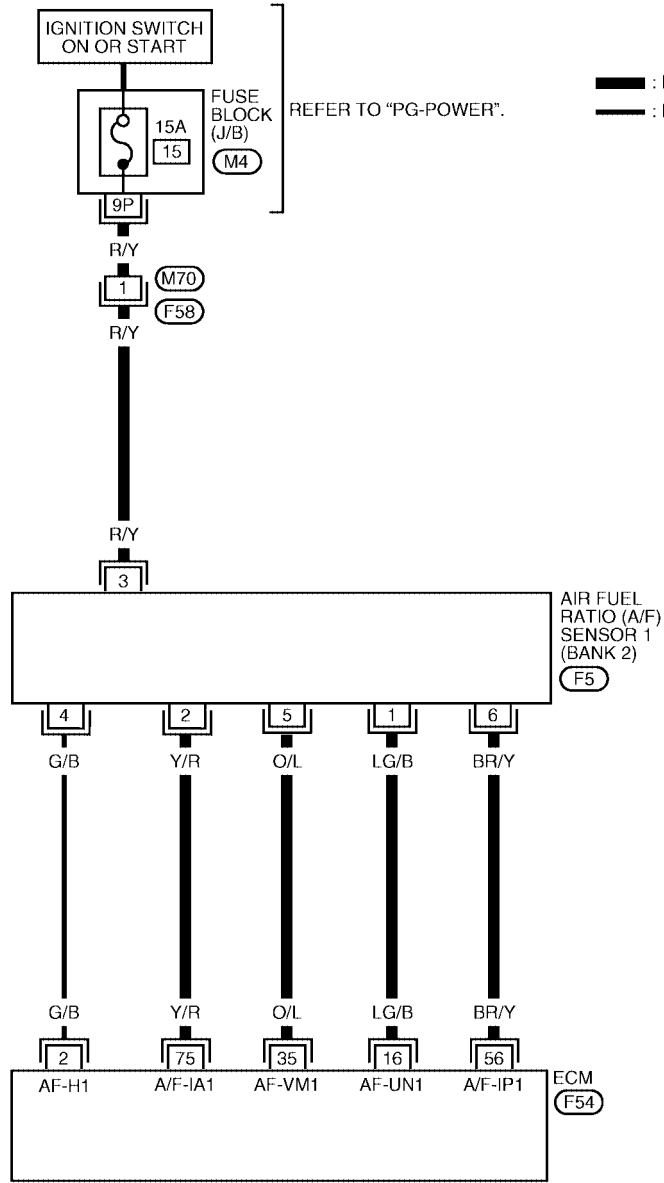 IGNITION SWITCH
ON OR START
FUSE
BLOCK
(J/B)
15A
15
M4
REFER TO “PG-POWER”.
9P
R/Y
1
M70
F58
R/Y
R/Y
3
AIR FUEL
RATIO (A/F)
SENSOR 1
(BANK 2)
F5
4 2 5 1 6
G/B Y/R O/L LG/B BR/Y
G/B Y/R O/L LG/B BR/Y
2 75 35 16 56
AF-H1 A/F-IA1 AF-VM1 AF-UN1 A/F-IP1
ECM
F54